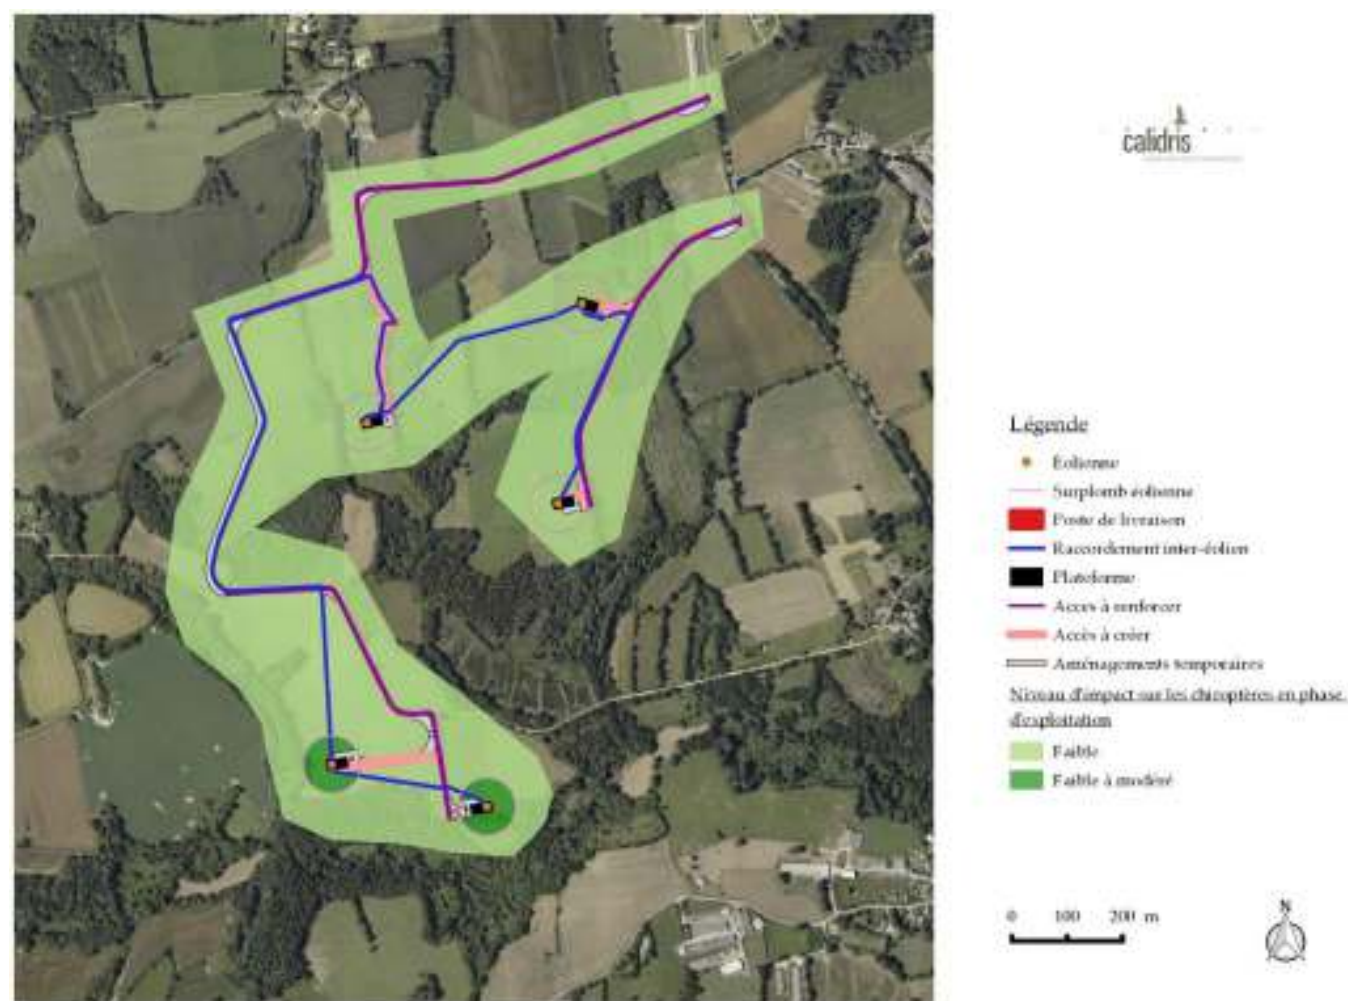 calidris
Légende
Éolienne
Surplomb éolienne
Poste de livraison
Raccordement inter-éolien
Plateforme
Accès à renforcer
Accès à créer
Aménagements temporaires
Niveau d'impact sur les chiroptères en phase
d'exploitation
Faible
Faible à modéré
0 100 200 m
N